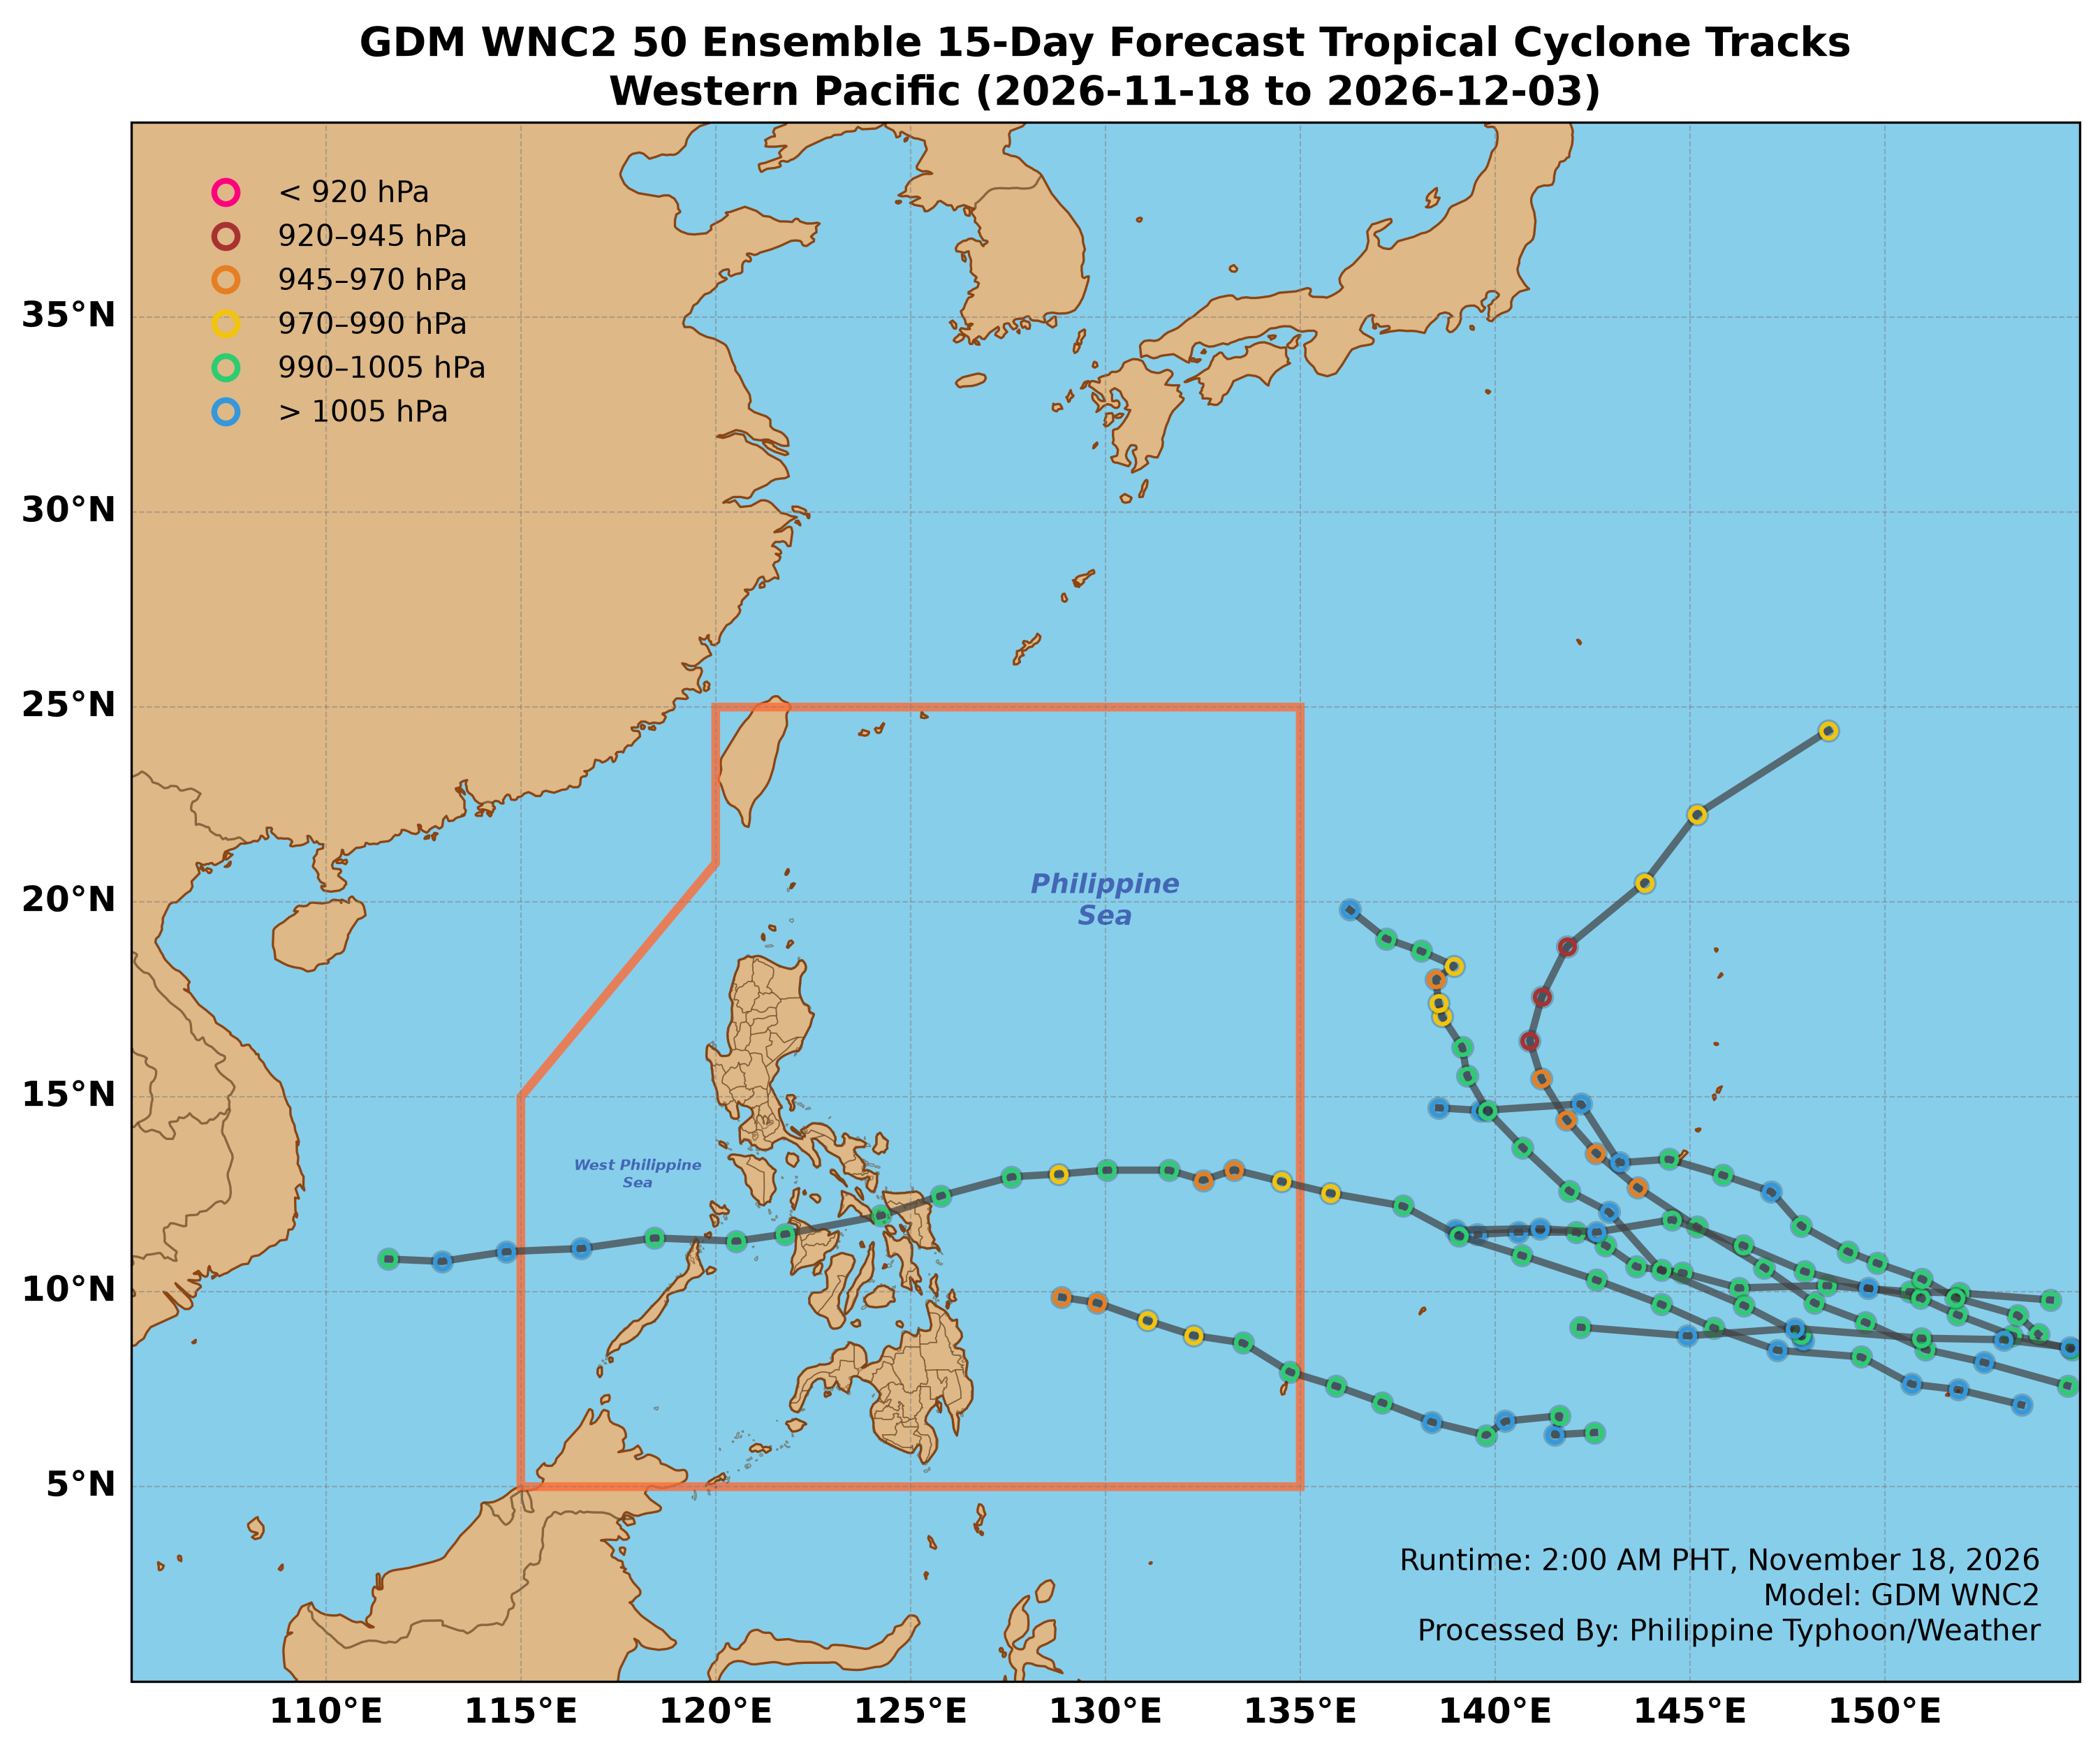 GDM WNC2 50 Ensemble 15-Day Forecast Tropical Cyclone Tracks
Western Pacific (2026-11-18 to 2026-12-03)
< 920 hPa
920–945 hPa
945–970 hPa
970–990 hPa
990–1005 hPa
> 1005 hPa
35°N
30°N
25°N
20°N
15°N
10°N
5°N
Philippine
Sea
West Philippine
Sea
Runtime: 2:00 AM PHT, November 18, 2026
Model: GDM WNC2
Processed By: Philippine Typhoon/Weather
110°E
115°E
120°E
125°E
130°E
135°E
140°E
145°E
150°E